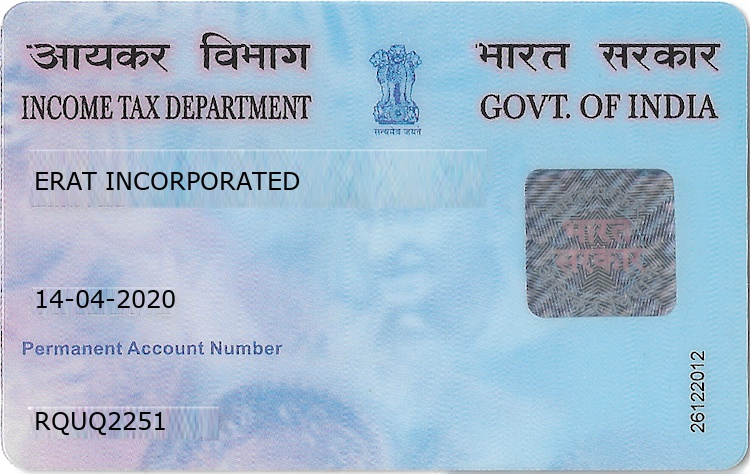 आयकर विभाग
भारत सरकार
INCOME TAX DEPARTMENT
GOVT. OF INDIA
सत्यमेव जयते
ERAT INCORPORATED
भारत
सरकार
14-04-2020
Permanent Account Number
RQUQ2251
26122012